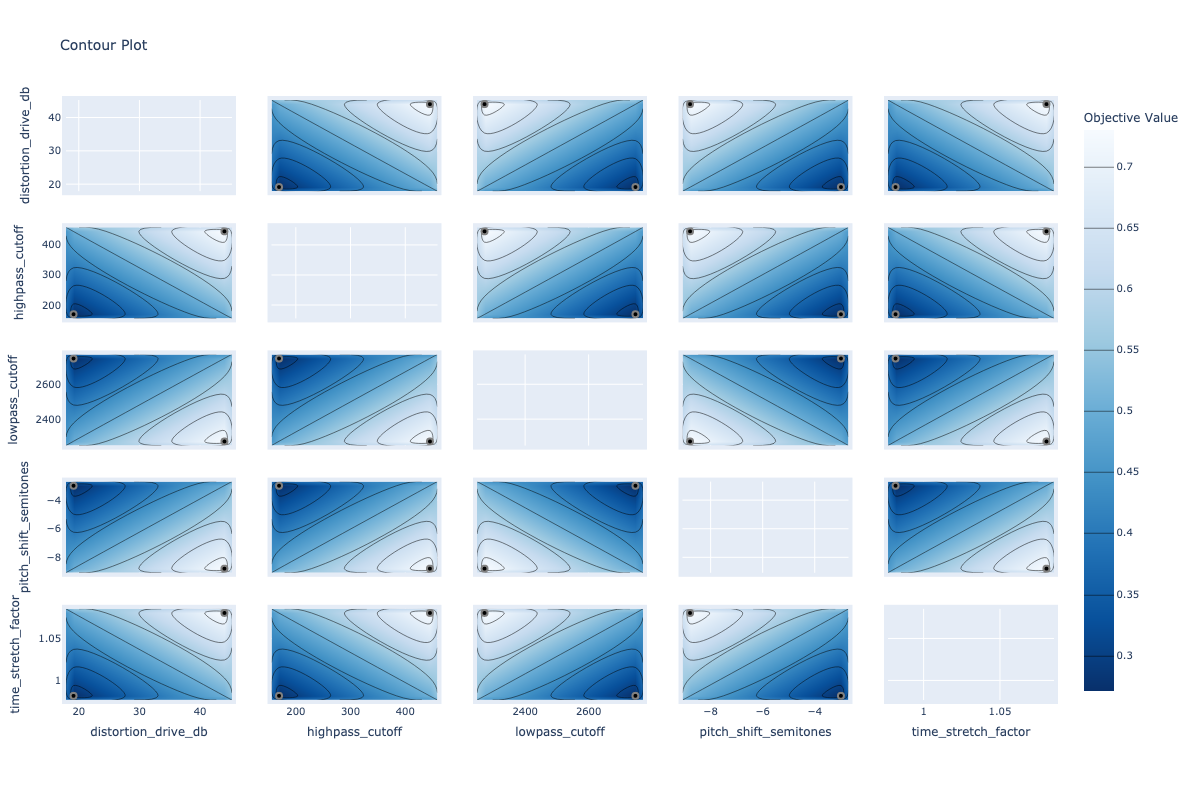 Contour Plot
distortion_drive_db
40
30
20
highpass_cutoff
400
300
200
lowpass_cutoff
2600
2400
pitch_shift_semitones
−4
−6
−8
time_stretch_factor
1.05
1
20 30 40
200 300 400
2400 2600
−8 −6 −4
1 1.05
distortion_drive_db
highpass_cutoff
lowpass_cutoff
pitch_shift_semitones
time_stretch_factor
Objective Value
0.7
0.65
0.6
0.55
0.5
0.45
0.4
0.35
0.3